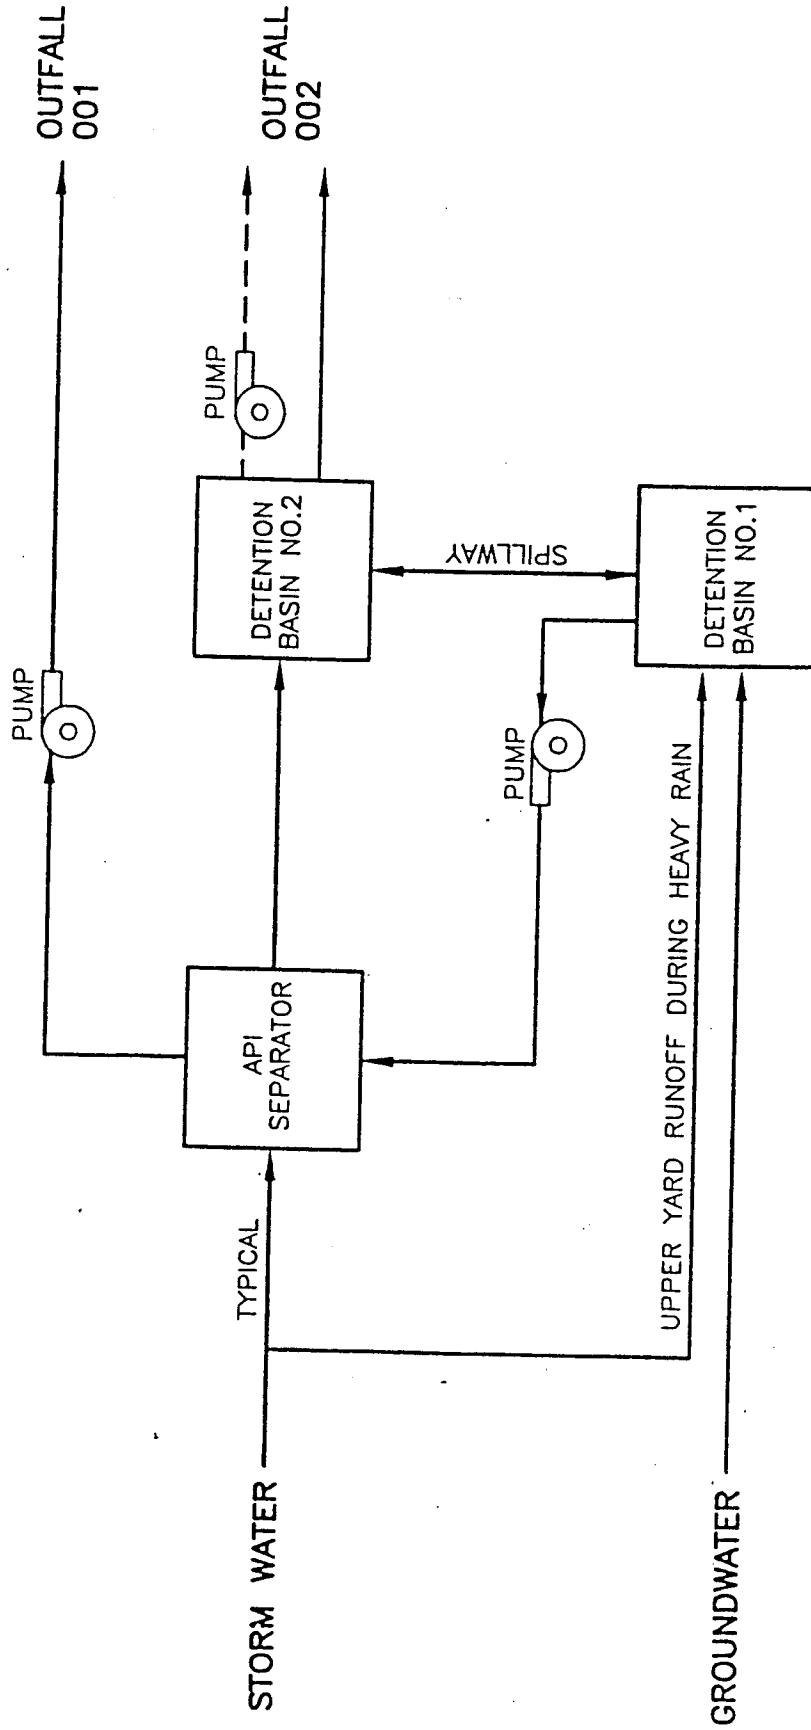 OUTFALL
001
PUMP
OUTFALL
002
PUMP
DETENTION
BASIN NO.2
API
SEPARATOR
TYPICAL
STORM WATER
SPILLWAY
PUMP
DETENTION
BASIN NO.1
UPPER YARD RUNOFF DURING HEAVY RAIN
GROUNDWATER